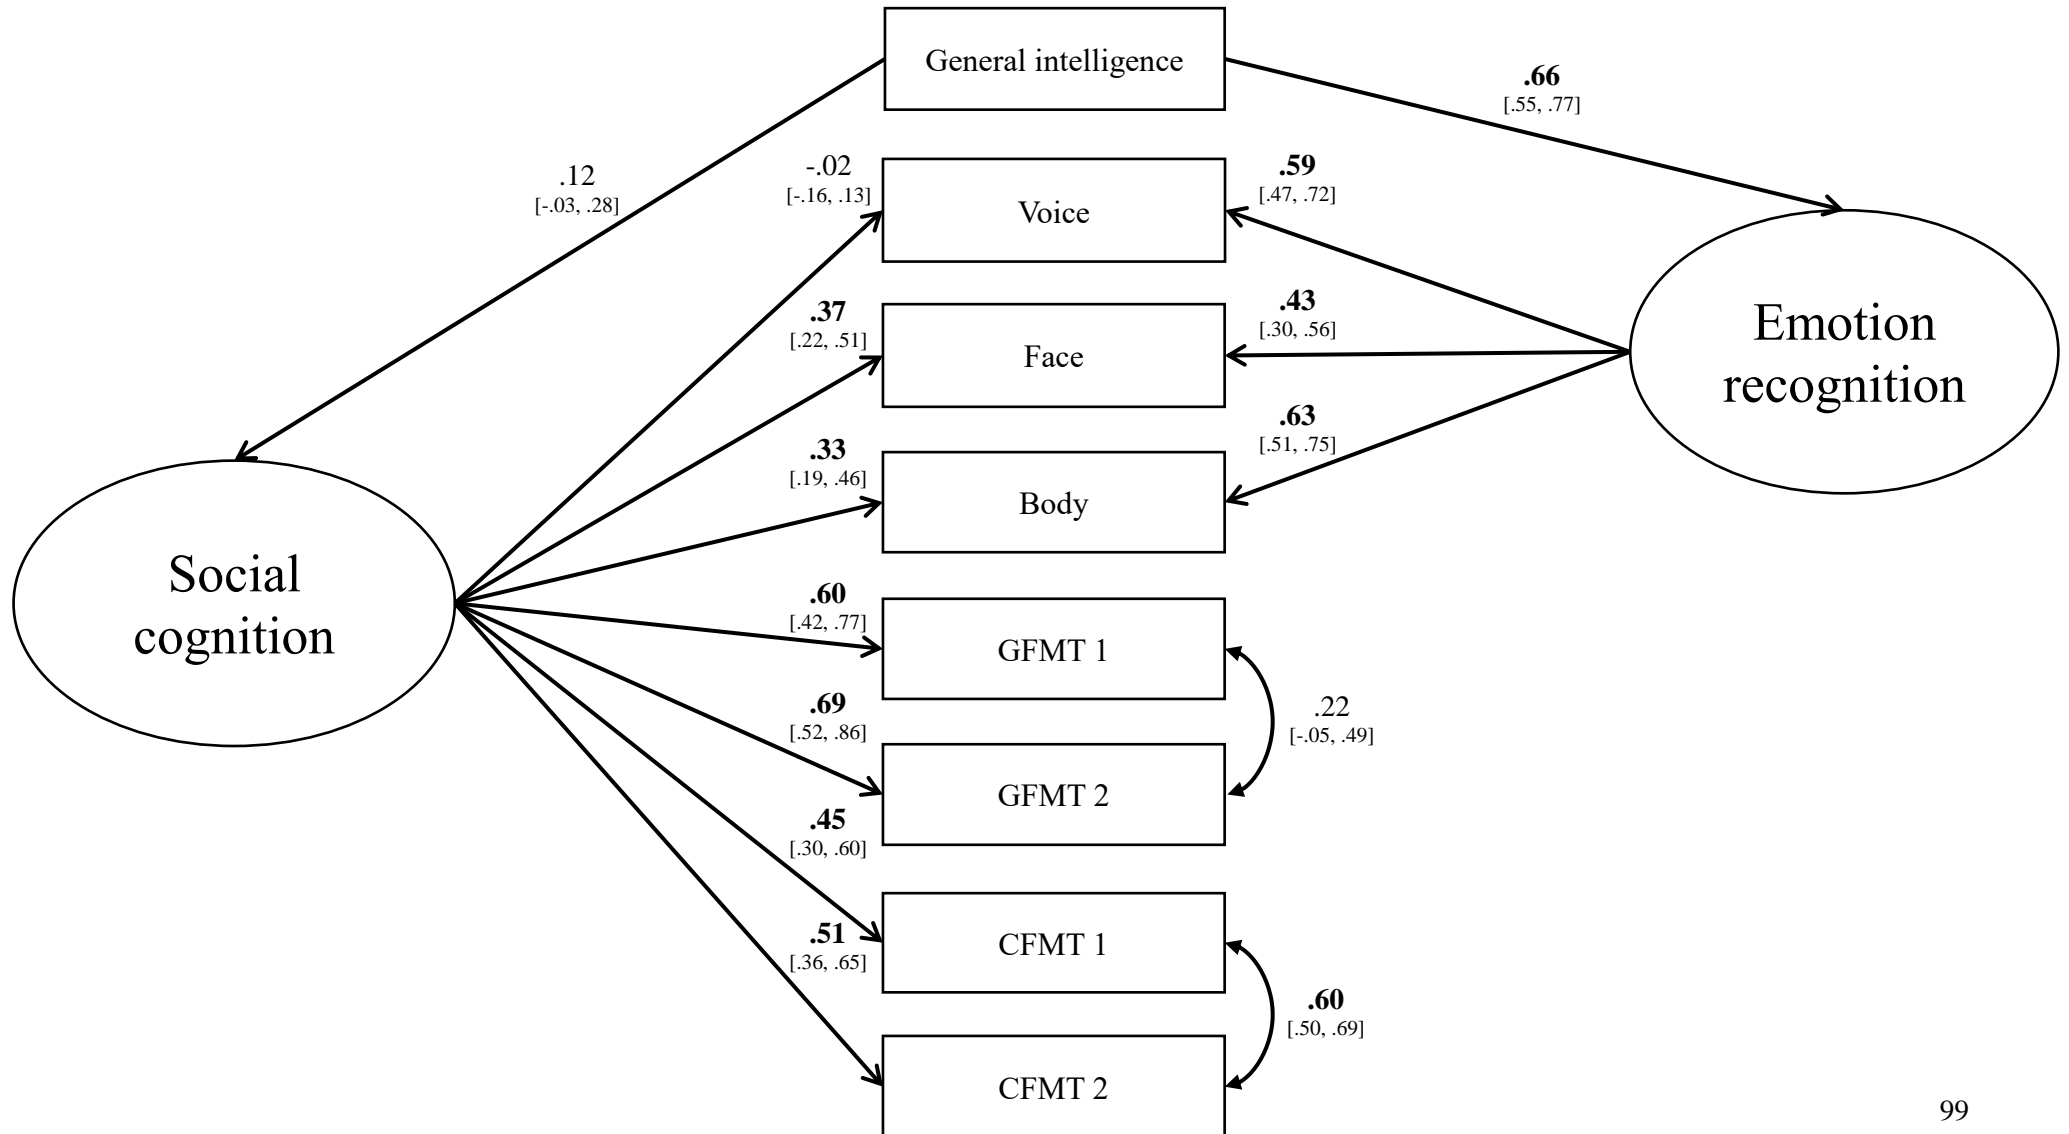 General intelligence
.66
[.55, .77]
.12
[-.03, .28]
-.02
[-.16, .13]
Voice
.59
[.47, .72]
.37
[.22, .51]
Face
.43
[.30, .56]
Emotion
recognition
.33
[.19, .46]
Body
.63
[.51, .75]
Social
cognition
.60
[.42, .77]
GFMT 1
.69
[.52, .86]
GFMT 2
.22
[-.05, .49]
.45
[.30, .60]
CFMT 1
.51
[.36, .65]
CFMT 2
.60
[.50, .69]
99